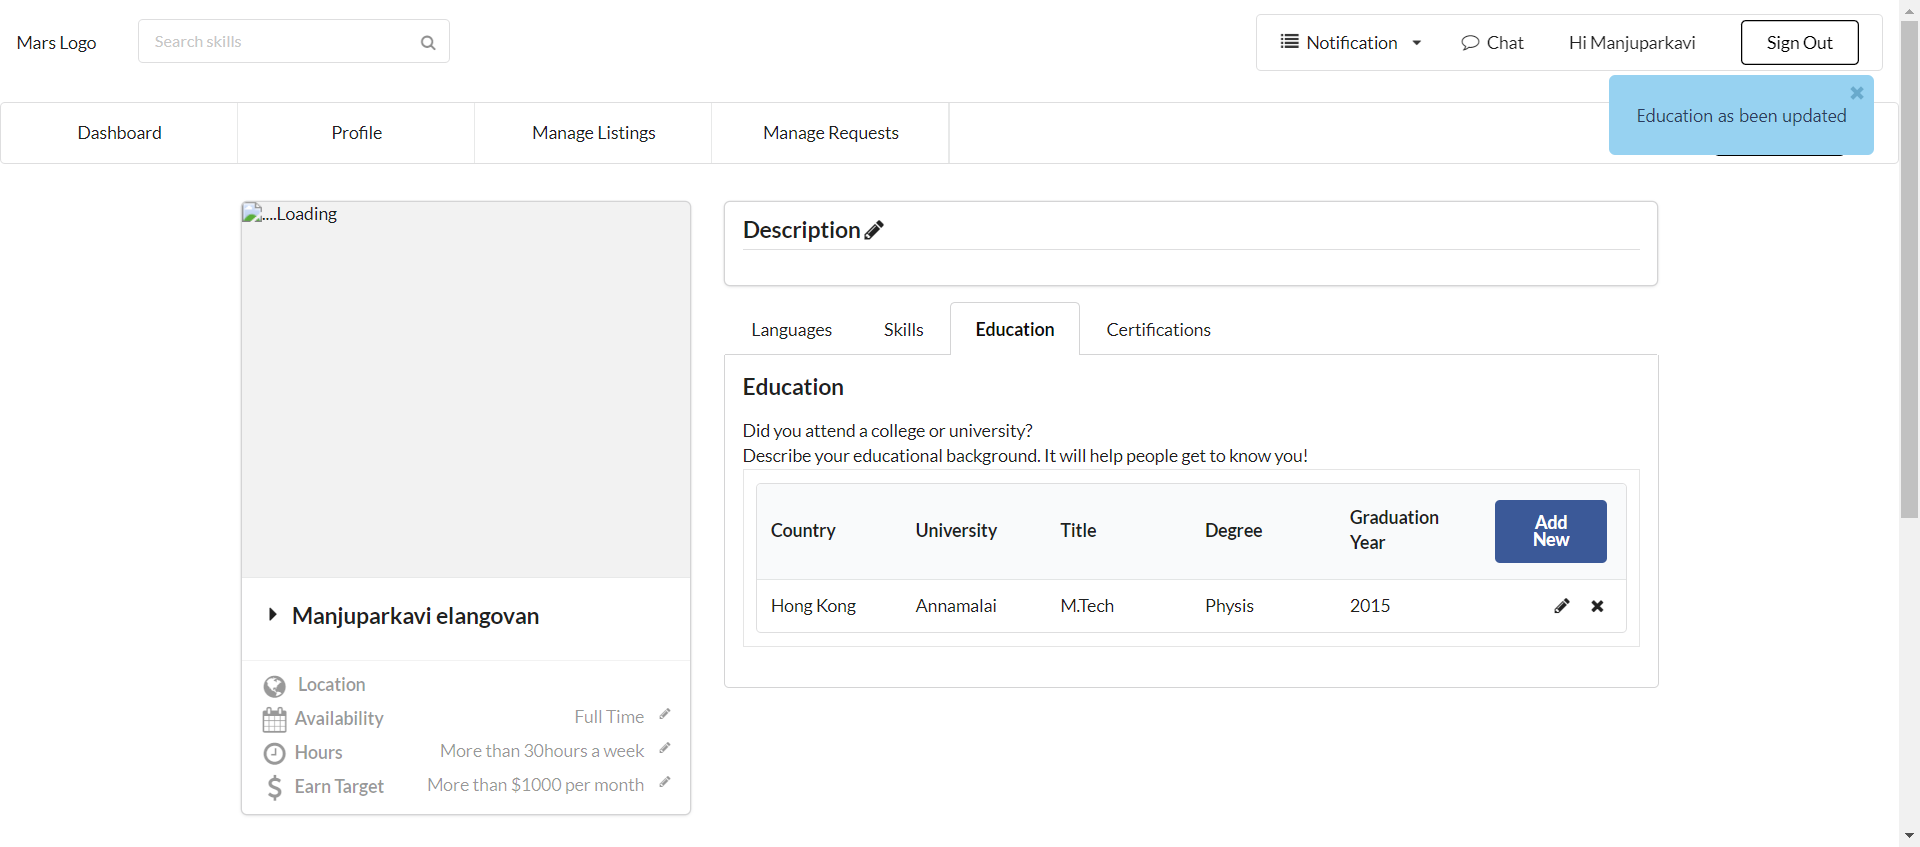 Mars Logo
Search skills
Notification
Chat
Hi Manjuparkavi
Sign Out
Education as been updated
Dashboard
Profile
Manage Listings
Manage Requests
....Loading
Description
Languages
Skills
Education
Certifications
Education
Did you attend a college or university?
Describe your educational background. It will help people get to know you!
Country
University
Title
Degree
Graduation
Year
Add
New
Hong Kong
Annamalai
M.Tech
Physis
2015
Manjuparkavi elangovan
Location
Availability
Full Time
Hours
More than 30hours a week
Earn Target
More than $1000 per month